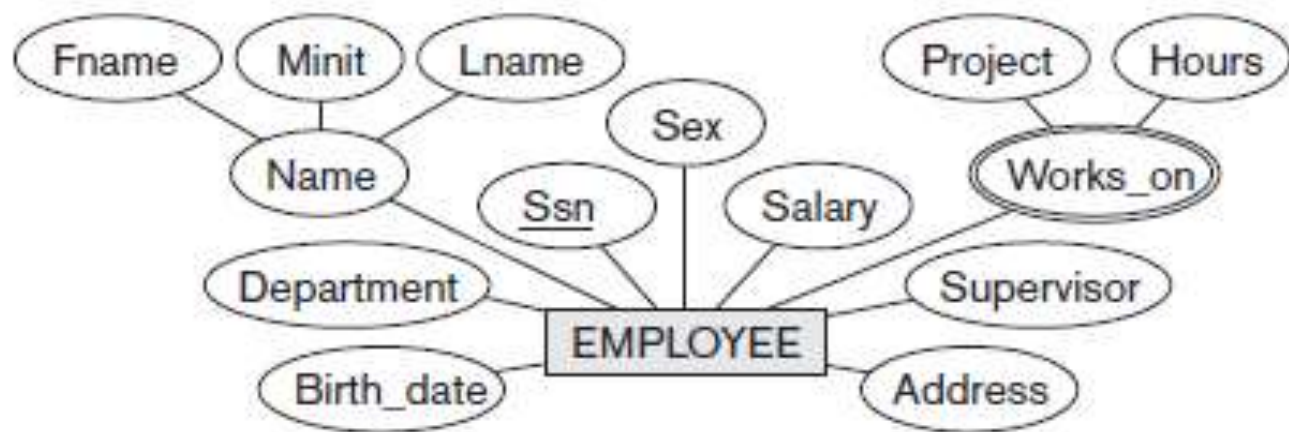 Fname Minit Lname Project Hours
Sex
Name Works_on
Ssn Salary
Department Supervisor
EMPLOYEE
Birth_date Address